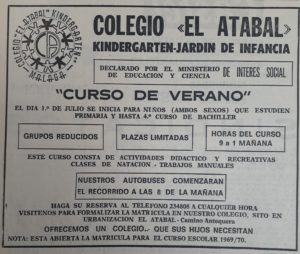 COLEGIO "EL ATABAL" KINDERGARTEN
MALAGA
COLEGIO «EL ATABAL»
KINDERGARTEN-JARDIN DE INFANCIA
DECLARADO POR EL MINISTERIO
DE EDUCACION Y CIENCIA
DE INTERES SOCIAL
"CURSO DE VERANO"
EL DIA 1.º DE JULIO SE INICIA PARA NIÑOS (AMBOS SEXOS) QUE ESTUDIEN
PRIMARIA Y HASTA 4.º CURSO DE BACHILLER
GRUPOS REDUCIDOS
PLAZAS LIMITADAS
HORAS DEL CURSO
9 a 1 MAÑANA
ESTE CURSO CONSTA DE ACTIVIDADES DIDACTICO Y RECREATIVAS
CLASES DE NATACION - TRABAJOS MANUALES
NUESTROS AUTOBUSES COMENZARAN
EL RECORRIDO A LAS 8 DE LA MAÑANA
HAGA SU RESERVA AL TELEFONO 234806 A CUALQUIER HORA
VISITENOS PARA FORMALIZAR LA MATRICULA EN NUESTRO COLEGIO, SITO EN
URBANIZACION EL ATABAL - Camino Antequera
OFRECEMOS UN COLEGIO.. QUE SUS HIJOS NECESITAN
NOTA: ESTA ABIERTA LA MATRICULA PARA EL CURSO ESCOLAR 1969/70.